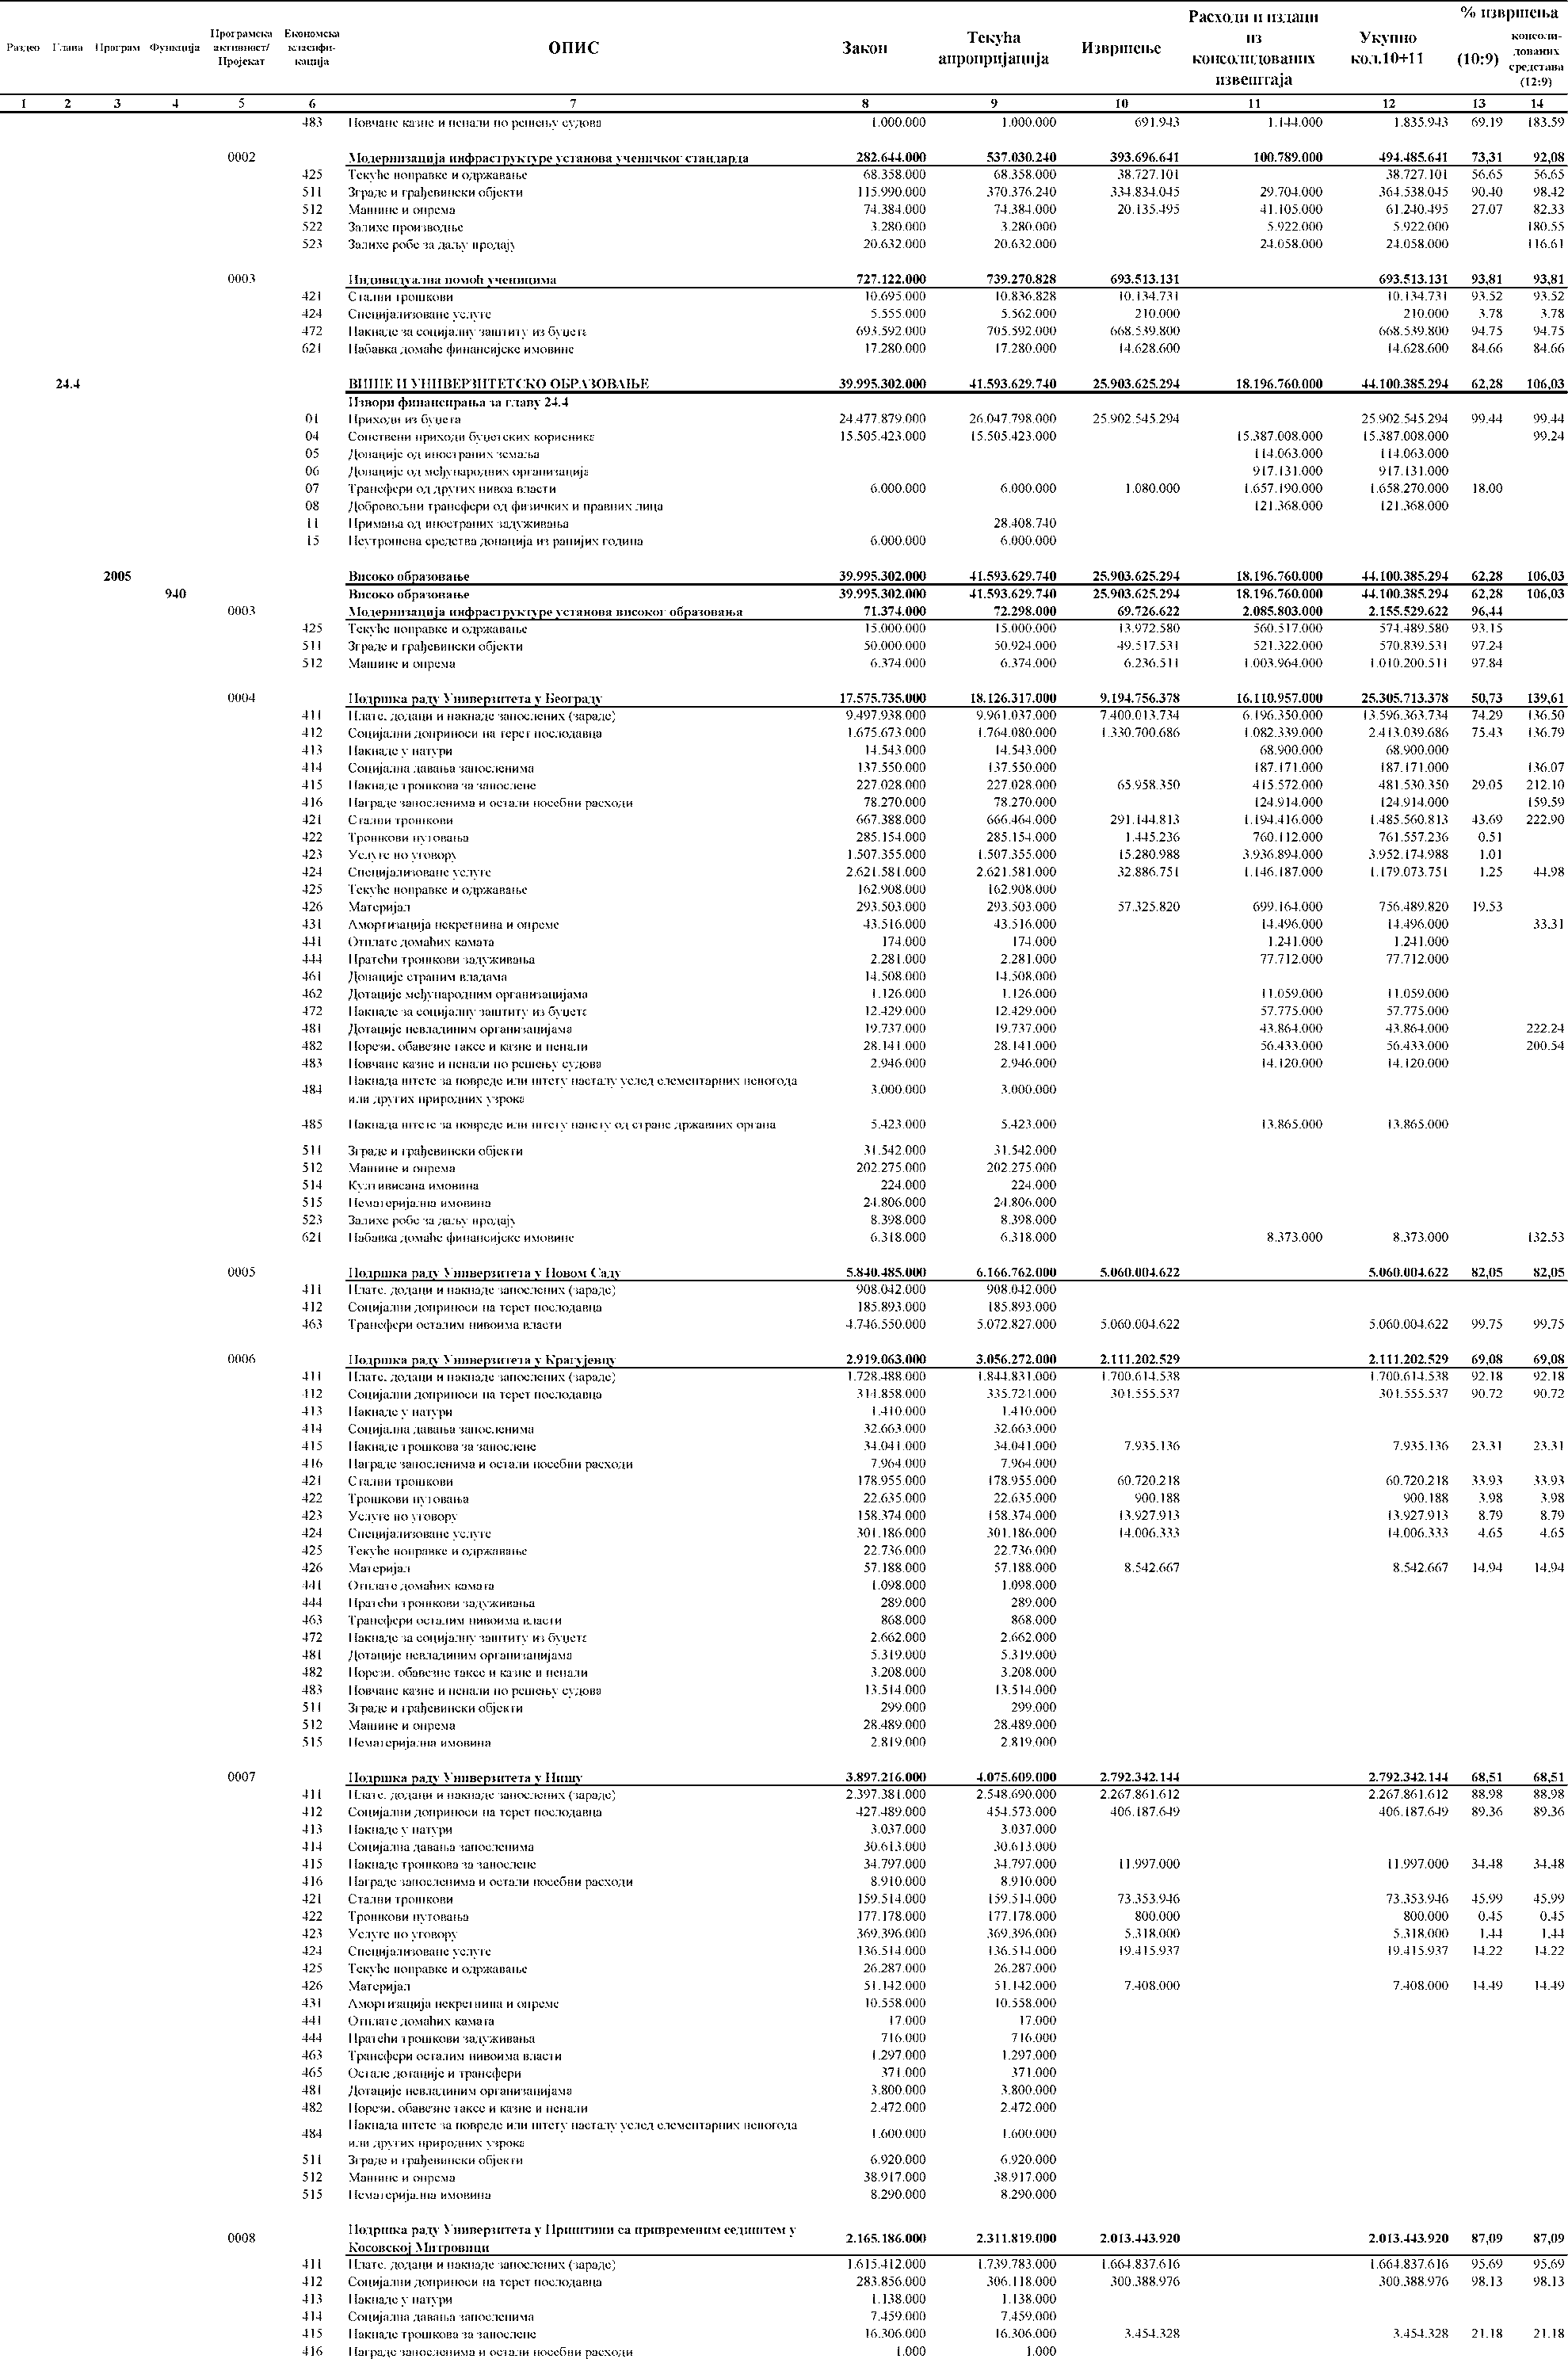 Раздео Глава Програм Функција Програмска активност/ Пројекат Економска класифи-кација ОПИС Закон Текућа апропријација Извршење Расходи и издаци из консолидованих извештаја Укупно кол.10+11 % извршења (10:9) консоли-дованих средстава (12:9)
1 2 3 4 5 6 7 8 9 10 11 12 13 14
483 Новчане казне и пенали по решењу судова 1.000.000 1.000.000 691.943 1.144.000 1.835.943 69.19 183.59
0002 Модернизација инфраструктуре установа ученичког стандарда 282.644.000 537.030.240 393.696.641 100.789.000 494.485.641 73,31 92,08
425 Текуће поправке и одржавање 68.358.000 68.358.000 38.727.101 38.727.101 56.65 56.65
511 Зграде и грађевински објекти 115.990.000 370.376.240 334.834.045 29.704.000 364.538.045 90.40 98.42
512 Машине и опрема 74.384.000 74.384.000 20.135.495 41.105.000 61.240.495 27.07 82.33
522 Залихе производње 3.280.000 3.280.000 5.922.000 5.922.000 180.55
523 Залихе робе за даљу продају 20.632.000 20.632.000 24.058.000 24.058.000 116.61
0003 Индивидуална помоћ ученицима 727.122.000 739.270.828 693.513.131 693.513.131 93,81 93,81
421 Стални трошкови 10.695.000 10.836.828 10.134.731 10.134.731 93.52 93.52
424 Специјализоване услуге 5.555.000 5.562.000 210.000 210.000 3.78 3.78
472 Накнаде за социјалну заштиту из буџета 693.592.000 705.592.000 668.539.800 668.539.800 94.75 94.75
621 Набавка домаће финансијске имовине 17.280.000 17.280.000 14.628.600 14.628.600 84.66 84.66
24.4 ВИШЕ И УНИВЕРЗИТЕТСКО ОБРАЗОВАЊЕ 39.995.302.000 41.593.629.740 25.903.625.294 18.196.760.000 44.100.385.294 62,28 106,03
Извори финансирања за главу 24.4
01 Приходи из буџета 24.477.879.000 26.047.798.000 25.902.545.294 25.902.545.294 99.44 99.44
04 Сопствени приходи буџетских корисника 15.505.423.000 15.505.423.000 15.387.008.000 15.387.008.000 99.24
05 Донације од иностраних земаља 114.063.000 114.063.000
06 Донације од међународних организација 917.131.000 917.131.000
07 Трансфери од других нивоа власти 6.000.000 6.000.000 1.080.000 1.657.190.000 1.658.270.000 18.00
08 Добровољни трансфери од физичких и правних лица 121.368.000 121.368.000
11 Примања од иностраних задуживања 28.408.740
15 Неутрошена средства донација из ранијих година 6.000.000 6.000.000
2005 Високо образовање 39.995.302.000 41.593.629.740 25.903.625.294 18.196.760.000 44.100.385.294 62,28 106,03
940 Високо образовање 39.995.302.000 41.593.629.740 25.903.625.294 18.196.760.000 44.100.385.294 62,28 106,03
0003 Модернизација инфраструктуре установа високог образовања 71.374.000 72.298.000 69.726.622 2.085.803.000 2.155.529.622 96,44
425 Текуће поправке и одржавање 15.000.000 15.000.000 13.972.580 560.517.000 574.489.580 93.15
511 Зграде и грађевински објекти 50.000.000 50.924.000 49.517.531 521.322.000 570.839.531 97.24
512 Машине и опрема 6.374.000 6.374.000 6.236.511 1.003.964.000 1.010.200.511 97.84
0004 Подршка раду Универзитета у Београду 17.575.735.000 18.126.317.000 9.194.756.378 16.110.957.000 25.305.713.378 50,73 139,61
411 Плате, додаци и накнаде запослених (зараде) 9.497.938.000 9.961.037.000 7.400.013.734 6.196.350.000 13.596.363.734 74.29 136.50
412 Социјални доприноси на терет послодавца 1.675.673.000 1.764.080.000 1.330.700.686 1.082.339.000 2.413.039.686 75.43 136.79
413 Накнаде у натури 14.543.000 14.543.000 68.900.000 68.900.000
414 Социјална давања запосленима 137.550.000 137.550.000 187.171.000 187.171.000 136.07
415 Накнаде трошкова за запослене 227.028.000 227.028.000 65.958.350 415.572.000 481.530.350 29.05 212.10
416 Награде запосленима и остали посебни расходи 78.270.000 78.270.000 124.914.000 124.914.000 159.59
421 Стални трошкови 667.388.000 666.464.000 291.144.813 1.194.416.000 1.485.560.813 43.69 222.90
422 Трошкови путовања 285.154.000 285.154.000 1.445.236 760.112.000 761.557.236 0.51
423 Услуге по уговору 1.507.355.000 1.507.355.000 15.280.988 3.936.894.000 3.952.174.988 1.01
424 Специјализоване услуге 2.621.581.000 2.621.581.000 32.886.751 1.146.187.000 1.179.073.751 1.25 44.98
425 Текуће поправке и одржавање 162.908.000 162.908.000
426 Материјал 293.503.000 293.503.000 57.325.820 699.164.000 756.489.820 19.53
431 Амортизација некретнина и опреме 43.516.000 43.516.000 14.496.000 14.496.000 33.31
441 Отплате домаћих камата 174.000 174.000 1.241.000 1.241.000
444 Пратећи трошкови задуживања 2.281.000 2.281.000 77.712.000 77.712.000
461 Донације страним владама 14.508.000 14.508.000
462 Дотације међународним организацијама 1.126.000 1.126.000 11.059.000 11.059.000
472 Накнаде за социјалну заштиту из буџета 12.429.000 12.429.000 57.775.000 57.775.000
481 Дотације невладиним организацијама 19.737.000 19.737.000 43.864.000 43.864.000 222.24
482 Порези, обавезне таксе и казне и пенали 28.141.000 28.141.000 56.433.000 56.433.000 200.54
483 Новчане казне и пенали по решењу судова 2.946.000 2.946.000 14.120.000 14.120.000
484 Накнада штете за повреде или штету насталу услед елементарних непогода или других природних узрока 3.000.000 3.000.000
485 Накнада штете за повреде или штету нанету од стране државних органа 5.423.000 5.423.000 13.865.000 13.865.000
511 Зграде и грађевински објекти 31.542.000 31.542.000
512 Машине и опрема 202.275.000 202.275.000
514 Култивисана имовина 224.000 224.000
515 Нематеријална имовина 24.806.000 24.806.000
523 Залихе робе за даљу продају 8.398.000 8.398.000
621 Набавка домаће финансијске имовине 6.318.000 6.318.000 8.373.000 8.373.000 132.53
0005 Подршка раду Универзитета у Новом Саду 5.840.485.000 6.166.762.000 5.060.004.622 5.060.004.622 82,05 82,05
411 Плате, додаци и накнаде запослених (зараде) 908.042.000 908.042.000
412 Социјални доприноси на терет послодавца 185.893.000 185.893.000
463 Трансфери осталим нивоима власти 4.746.550.000 5.072.827.000 5.060.004.622 5.060.004.622 99.75 99.75
0006 Подршка раду Универзитета у Крагујевцу 2.919.063.000 3.056.272.000 2.111.202.529 2.111.202.529 69,08 69,08
411 Плате, додаци и накнаде запослених (зараде) 1.728.488.000 1.844.831.000 1.700.614.538 1.700.614.538 92.18 92.18
412 Социјални доприноси на терет послодавца 314.858.000 335.724.000 301.555.537 301.555.537 90.72 90.72
413 Накнаде у натури 1.410.000 1.410.000
414 Социјална давања запосленима 32.663.000 32.663.000
415 Накнаде трошкова за запослене 34.041.000 34.041.000 7.935.136 7.935.136 23.31 23.31
416 Награде запосленима и остали посебни расходи 7.964.000 7.964.000
421 Стални трошкови 178.955.000 178.955.000 60.720.218 60.720.218 33.93 33.93
422 Трошкови путовања 22.635.000 22.635.000 900.188 900.188 3.98 3.98
423 Услуге по уговору 158.374.000 158.374.000 13.927.913 13.927.913 8.79 8.79
424 Специјализоване услуге 301.186.000 301.186.000 14.006.333 14.006.333 4.65 4.65
425 Текуће поправке и одржавање 22.736.000 22.736.000
426 Материјал 57.188.000 57.188.000 8.542.667 8.542.667 14.94 14.94
441 Отплате домаћих камата 1.098.000 1.098.000
444 Пратећи трошкови задуживања 289.000 289.000
463 Трансфери осталим нивоима власти 868.000 868.000
472 Накнаде за социјалну заштиту из буџета 2.662.000 2.662.000
481 Дотације невладиним организацијама 5.319.000 5.319.000
482 Порези, обавезне таксе и казне и пенали 3.208.000 3.208.000
483 Новчане казне и пенали по решењу судова 13.514.000 13.514.000
511 Зграде и грађевински објекти 299.000 299.000
512 Машине и опрема 28.489.000 28.489.000
515 Нематеријална имовина 2.819.000 2.819.000
0007 Подршка раду Универзитета у Нишу 3.897.216.000 4.075.609.000 2.792.342.144 2.792.342.144 68,51 68,51
411 Плате, додаци и накнаде запослених (зараде) 2.397.381.000 2.548.690.000 2.267.861.612 2.267.861.612 88.98 88.98
412 Социјални доприноси на терет послодавца 427.489.000 454.573.000 406.187.649 406.187.649 89.36 89.36
413 Накнаде у натури 3.037.000 3.037.000
414 Социјална давања запосленима 30.613.000 30.613.000
415 Накнаде трошкова за запослене 34.797.000 34.797.000 11.997.000 11.997.000 34.48 34.48
416 Награде запосленима и остали посебни расходи 8.910.000 8.910.000
421 Стални трошкови 159.514.000 159.514.000 73.353.946 73.353.946 45.99 45.99
422 Трошкови путовања 177.178.000 177.178.000 800.000 800.000 0.45 0.45
423 Услуге по уговору 369.396.000 369.396.000 5.318.000 5.318.000 1.44 1.44
424 Специјализоване услуге 136.514.000 136.514.000 19.415.937 19.415.937 14.22 14.22
425 Текуће поправке и одржавање 26.287.000 26.287.000
426 Материјал 51.142.000 51.142.000 7.408.000 7.408.000 14.49 14.49
431 Амортизација некретнина и опреме 10.558.000 10.558.000
441 Отплате домаћих камата 17.000 17.000
444 Пратећи трошкови задуживања 716.000 716.000
463 Трансфери осталим нивоима власти 1.297.000 1.297.000
465 Остале дотације и трансфери 371.000 371.000
481 Дотације невладиним организацијама 3.800.000 3.800.000
482 Порези, обавезне таксе и казне и пенали 2.472.000 2.472.000
484 Накнада штете за повреде или штету насталу услед елементарних непогода или других природних узрока 1.600.000 1.600.000
511 Зграде и грађевински објекти 6.920.000 6.920.000
512 Машине и опрема 38.917.000 38.917.000
515 Нематеријална имовина 8.290.000 8.290.000
0008 Подршка раду Универзитета у Приштини са привременим седиштем у Косовској Митровици 2.165.186.000 2.311.819.000 2.013.443.920 2.013.443.920 87,09 87,09
411 Плате, додаци и накнаде запослених (зараде) 1.615.412.000 1.739.783.000 1.664.837.616 1.664.837.616 95.69 95.69
412 Социјални доприноси на терет послодавца 283.856.000 306.118.000 300.388.976 300.388.976 98.13 98.13
413 Накнаде у натури 1.138.000 1.138.000
414 Социјална давања запосленима 7.459.000 7.459.000
415 Накнаде трошкова за запослене 16.306.000 16.306.000 3.454.328 3.454.328 21.18 21.18
416 Награде запосленима и остали посебни расходи 1.000 1.000